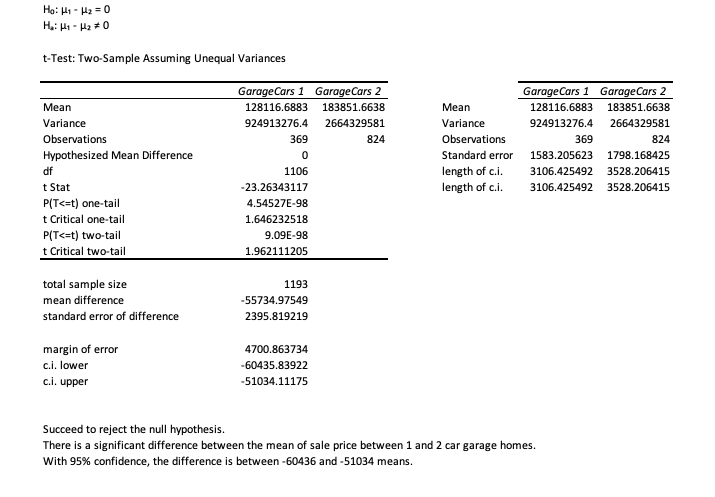 H₀: μ₁ - μ₂ = 0
Hₐ: μ₁ - μ₂ ≠ 0
t-Test: Two-Sample Assuming Unequal Variances
GarageCars 1 GarageCars 2
Mean 128116.6883 183851.6638
Variance 924913276.4 2664329581
Observations 369 824
Hypothesized Mean Difference 0
df 1106
t Stat -23.26343117
P(T<=t) one-tail 4.54527E-98
t Critical one-tail 1.646232518
P(T<=t) two-tail 9.09E-98
t Critical two-tail 1.962111205
GarageCars 1 GarageCars 2
Mean 128116.6883 183851.6638
Variance 924913276.4 2664329581
Observations 369 824
Standard error 1583.205623 1798.168425
length of c.i. 3106.425492 3528.206415
length of c.i. 3106.425492 3528.206415
total sample size 1193
mean difference -55734.97549
standard error of difference 2395.819219
margin of error 4700.863734
c.i. lower -60435.83922
c.i. upper -51034.11175
Succeed to reject the null hypothesis.
There is a significant difference between the mean of sale price between 1 and 2 car garage homes.
With 95% confidence, the difference is between -60436 and -51034 means.